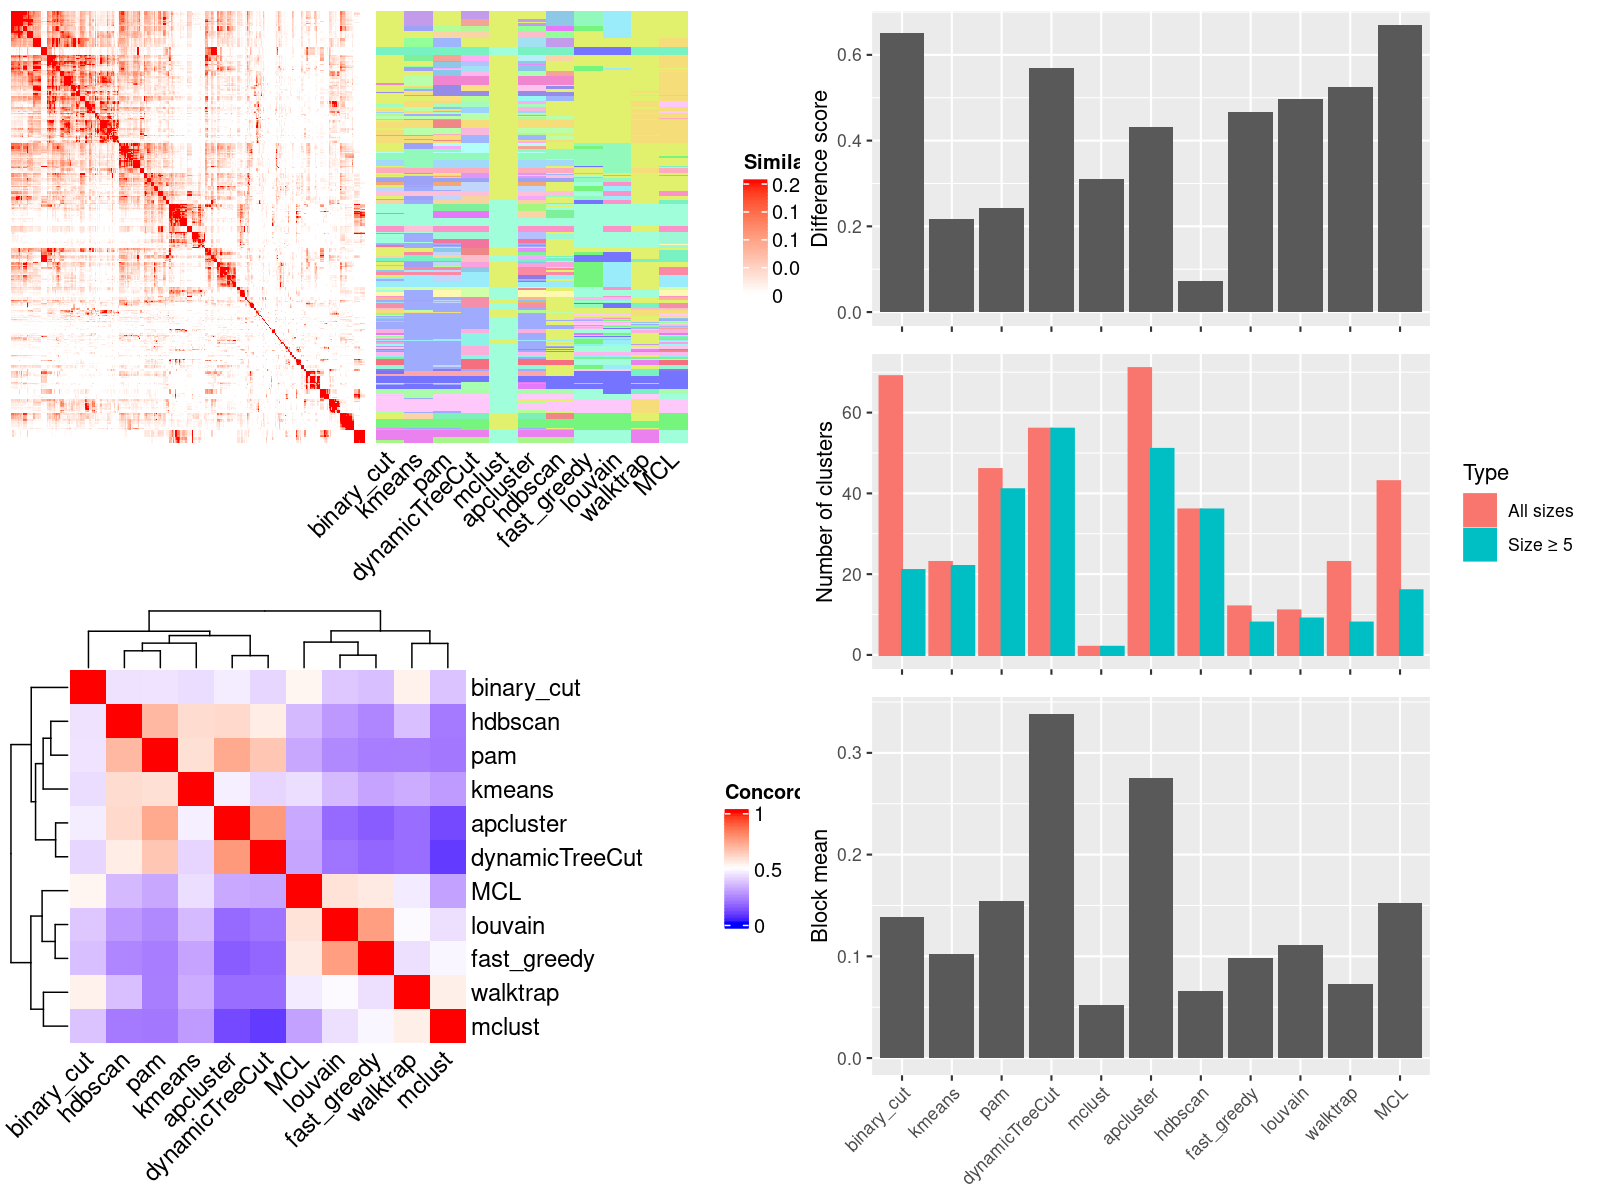 Simila
0.2
0.1
0.1
0.0
0
binary_cut
kmeans
pam
dynamicTreeCut
mclust
apcluster
hdbscan
fast_greedy
louvain
walktrap
MCL
binary_cut
hdbscan
pam
kmeans
apcluster
dynamicTreeCut
MCL
louvain
fast_greedy
walktrap
mclust
Concord
1
0.5
0
binary_cut
hdbscan
pam
kmeans
apcluster
dynamicTreeCut
MCL
louvain
fast_greedy
walktrap
mclust
Difference score
0.6
0.4
0.2
0.0
Number of clusters
60
40
20
0
Type
All sizes
Size ≥ 5
Block mean
0.3
0.2
0.1
0.0
binary_cut
kmeans
pam
dynamicTreeCut
mclust
apcluster
hdbscan
fast_greedy
louvain
walktrap
MCL